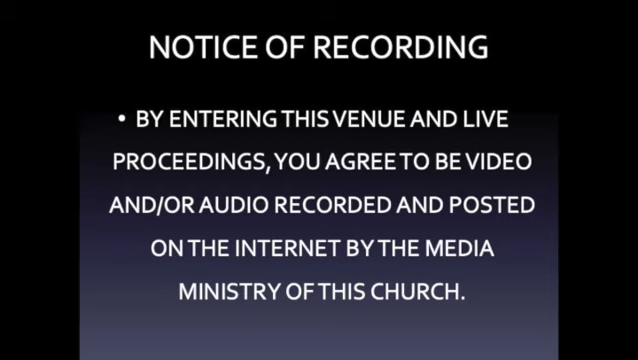 NOTICE OF RECORDING
• BY ENTERING THIS VENUE AND LIVE
PROCEEDINGS, YOU AGREE TO BE VIDEO
AND/OR AUDIO RECORDED AND POSTED
ON THE INTERNET BY THE MEDIA
MINISTRY OF THIS CHURCH.